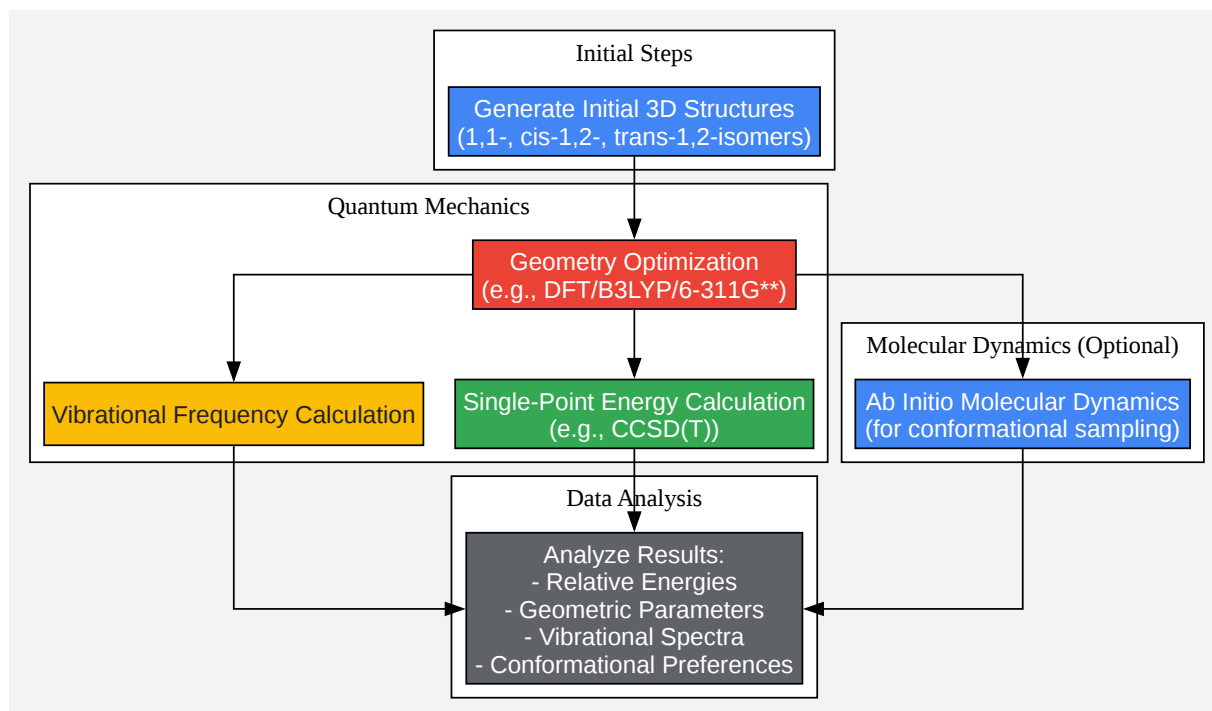 Initial Steps
Generate Initial 3D Structures
(1,1-, cis-1,2-, trans-1,2-isomers)
Quantum Mechanics
Geometry Optimization
(e.g., DFT/B3LYP/6-311G**)
Molecular Dynamics (Optional)
Vibrational Frequency Calculation
Single-Point Energy Calculation
(e.g., CCSD(T))
Ab Initio Molecular Dynamics
(for conformational sampling)
Data Analysis
Analyze Results:
- Relative Energies
- Geometric Parameters
- Vibrational Spectra
- Conformational Preferences